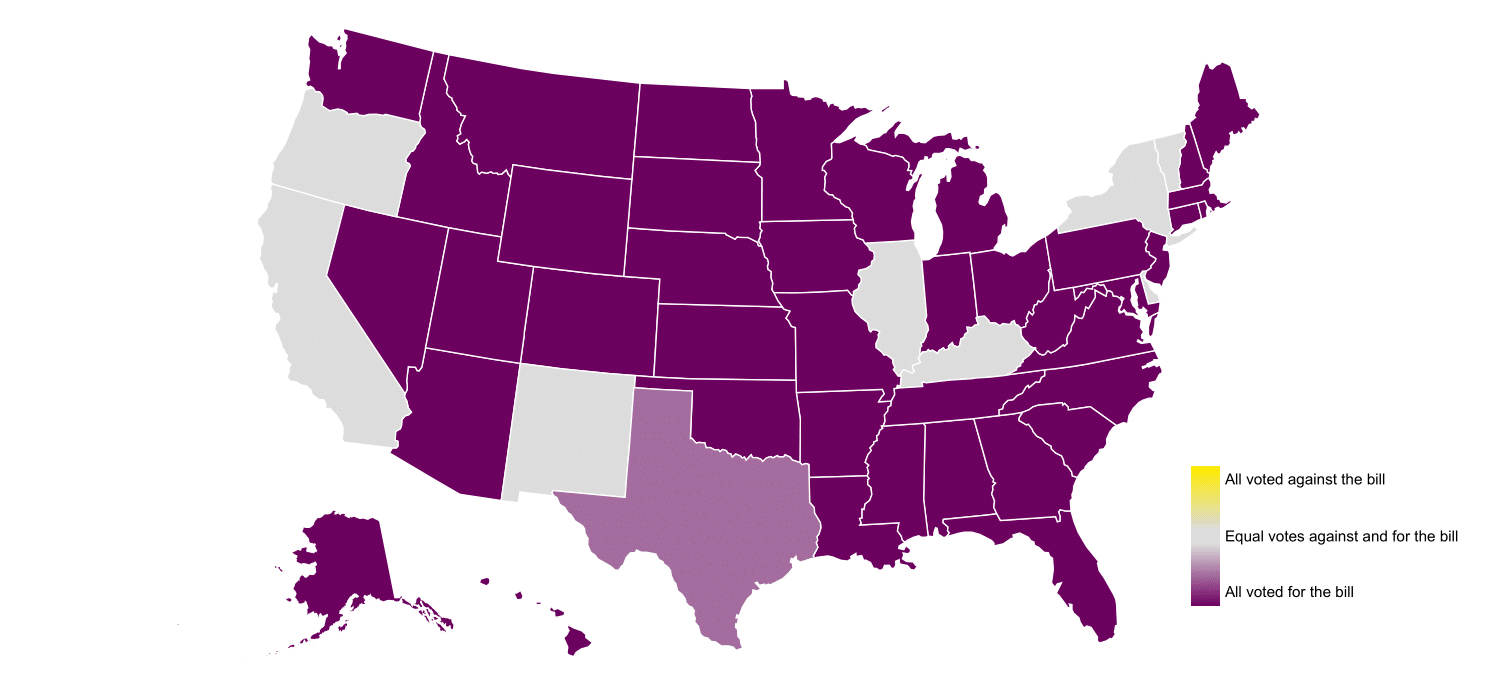 All voted against the bill
Equal votes against and for the bill
All voted for the bill